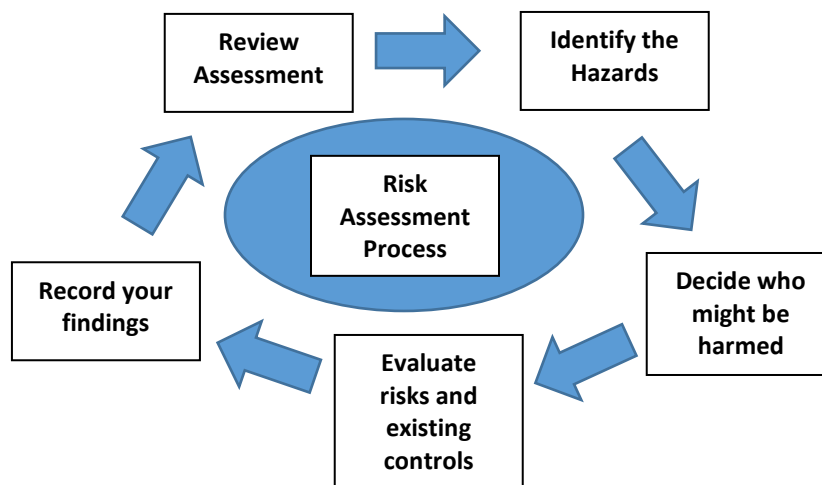 Review
Assessment
Identify the
Hazards
Risk
Assessment
Process
Decide who
might be
harmed
Evaluate
risks and
existing
controls
Record your
findings